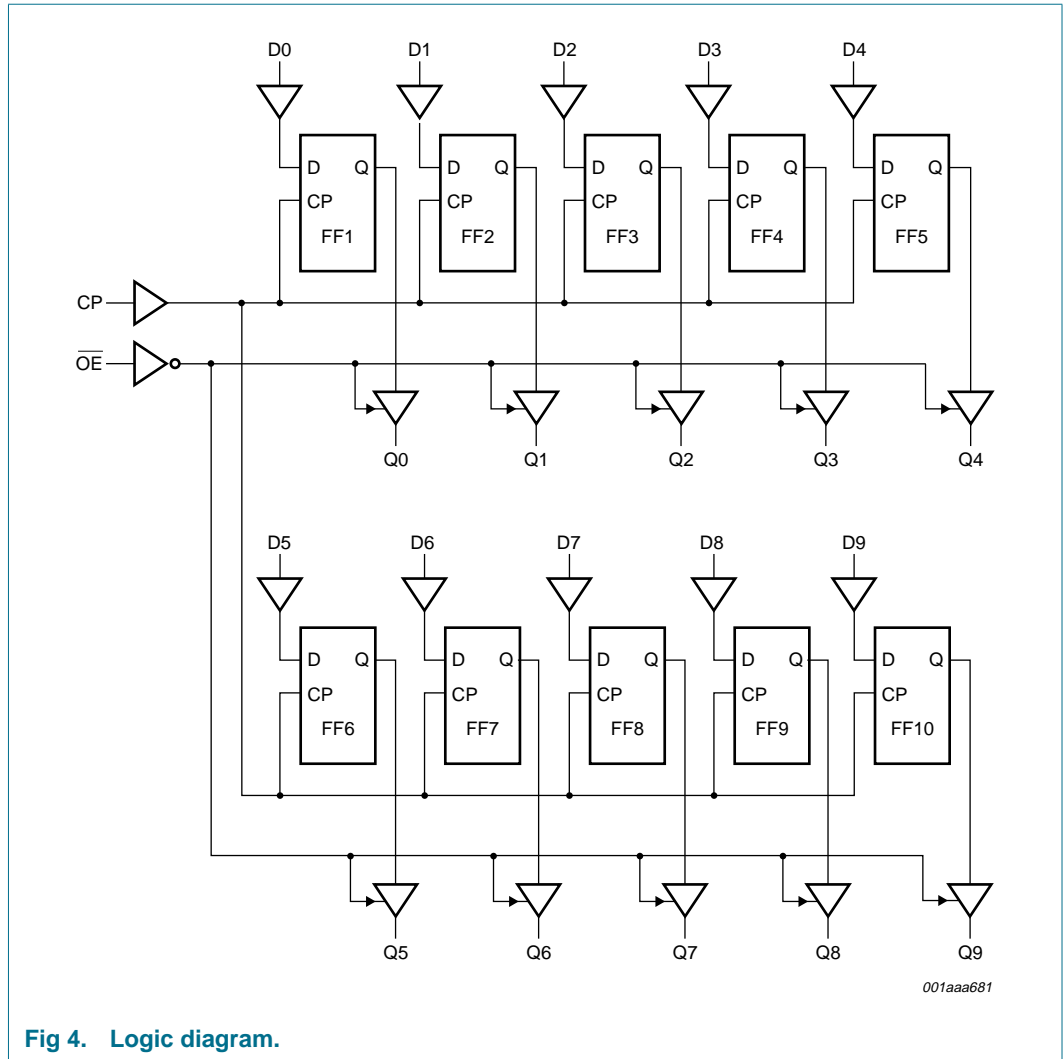 D0 D1 D2 D3 D4
D Q D Q D Q D Q D Q
CP CP CP CP CP
FF1 FF2 FF3 FF4 FF5
CP
O̅E̅
Q0 Q1 Q2 Q3 Q4
D5 D6 D7 D8 D9
D Q D Q D Q D Q D Q
CP CP CP CP CP
FF6 FF7 FF8 FF9 FF10
Q5 Q6 Q7 Q8 Q9
001aaa681
Fig 4. Logic diagram.